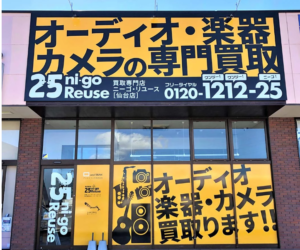 オーディオ・楽器
カメラの専門買取
25 ni-go Reuse
買取専門店
ニーゴ・リユース
[仙台店]
フリーダイヤル
0120-1212-25
25 ni-go Reuse
オーディオ
楽器・カメラ
買取ります!!